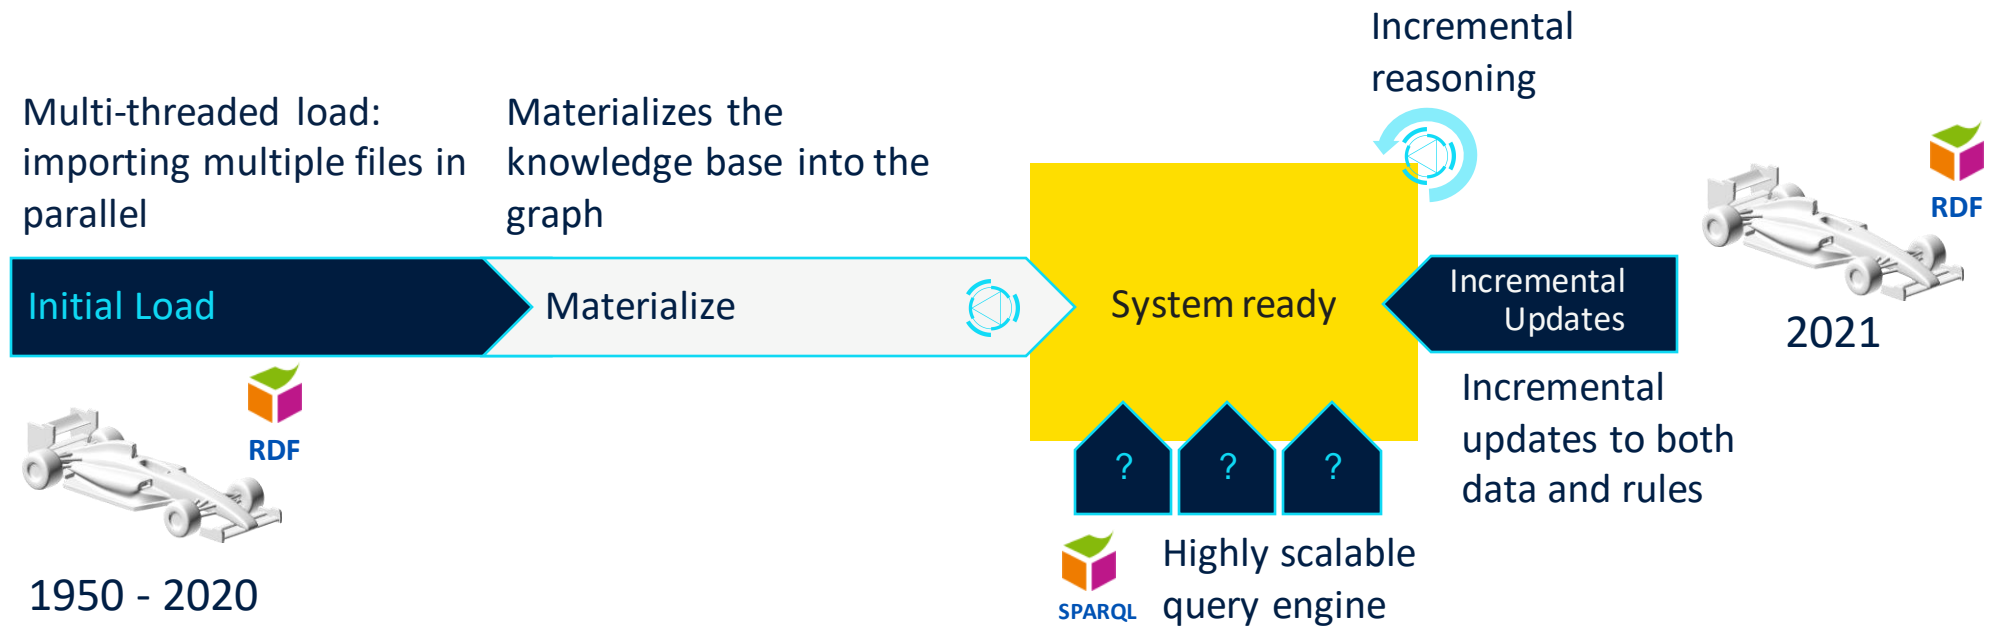 Multi-threaded load:
importing multiple files in
parallel
Materializes the
knowledge base into the
graph
Incremental
reasoning
Initial Load
Materialize
System ready
Incremental
Updates
RDF
2021
RDF
1950 - 2020
?
?
?
SPARQL
Highly scalable
query engine
Incremental
updates to both
data and rules